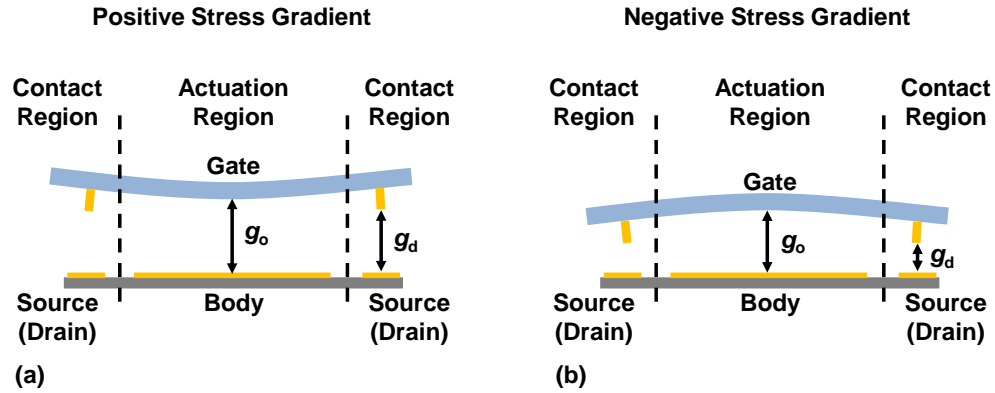 Positive Stress Gradient
Contact
Region
Actuation
Region
Contact
Region
Gate
go
gd
Source
(Drain)
Body
Source
(Drain)
(a)
Negative Stress Gradient
Contact
Region
Actuation
Region
Contact
Region
Gate
go
gd
Source
(Drain)
Body
Source
(Drain)
(b)